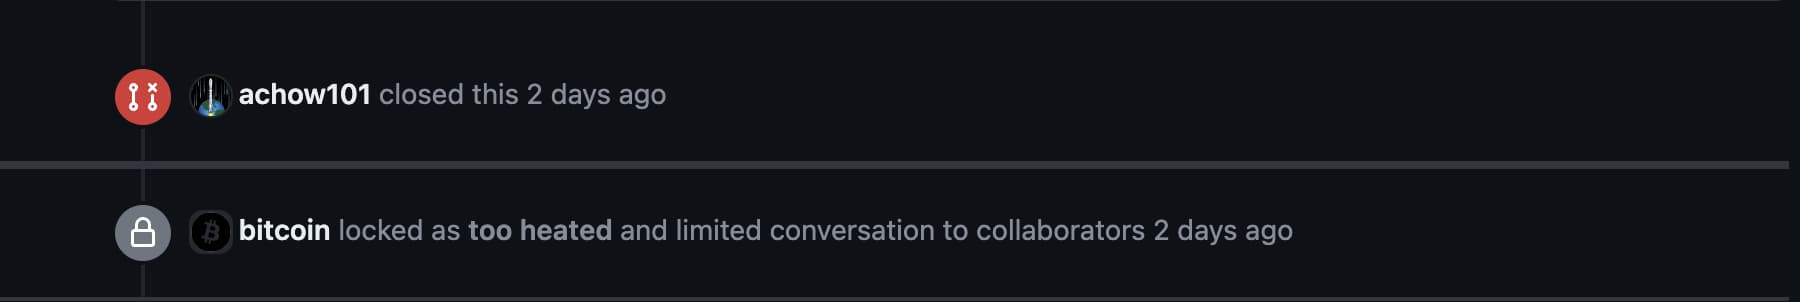 achow101 closed this 2 days ago
bitcoin locked as too heated and limited conversation to collaborators 2 days ago